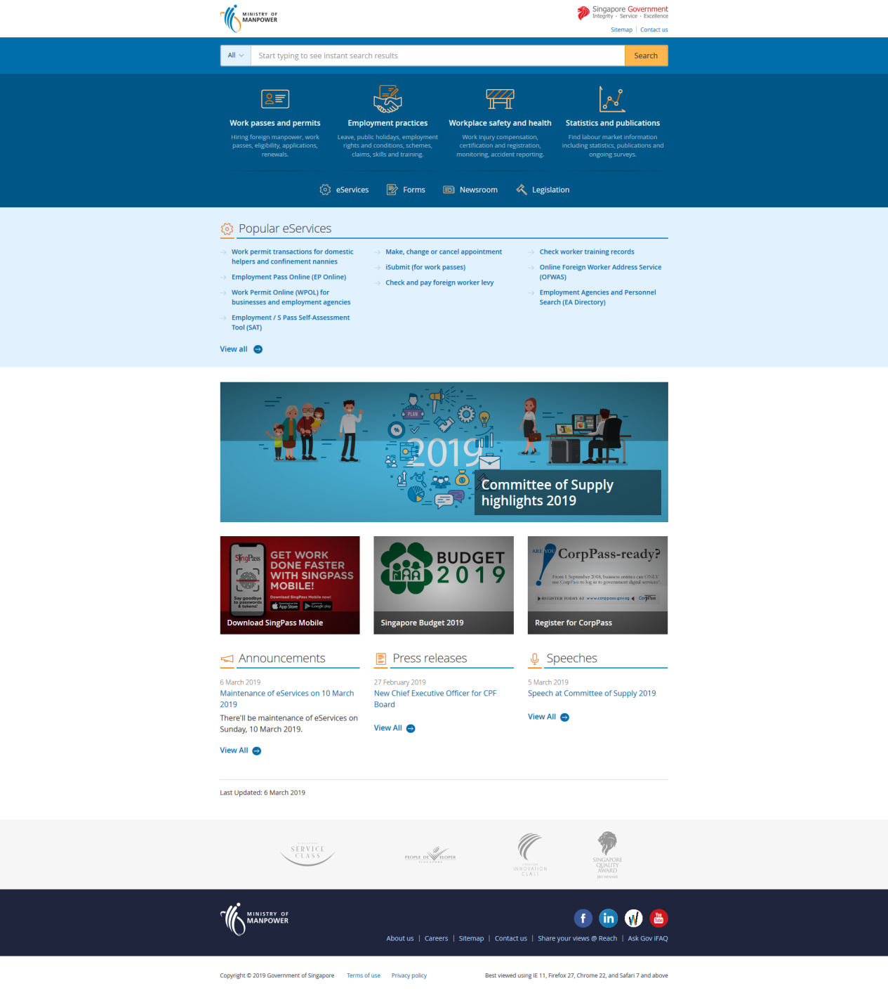 MINISTRY OF
MANPOWER
Singapore Government
Integrity · Service · Excellence
Sitemap
Contact us
All
Start typing to see instant search results
Search
Work passes and permits
Hiring foreign manpower, work
passes, eligibility, applications,
renewals.
Employment practices
Leave, public holidays, employment
rights and conditions, schemes,
claims, skills and training.
Workplace safety and health
Work injury compensation,
certification and registration,
monitoring, accident reporting.
Statistics and publications
Find labour market information
including statistics, publications and
ongoing surveys.
eServices
Forms
Newsroom
Legislation
Popular eServices
Work permit transactions for domestic
helpers and confinement nannies
Employment Pass Online (EP Online)
Work Permit Online (WPOL) for
businesses and employment agencies
Employment / S Pass Self-Assessment
Tool (SAT)
Make, change or cancel appointment
iSubmit (for work passes)
Check and pay foreign worker levy
Check worker training records
Online Foreign Worker Address Service
(OFWAS)
Employment Agencies and Personnel
Search (EA Directory)
View all
PLAN
2019
Committee of Supply
highlights 2019
SingPass
Say goodbye
to passwords
& tokens!
GET WORK
DONE FASTER
WITH SINGPASS
MOBILE!
Download SingPass Mobile now!
App Store
Google play
Download SingPass Mobile
BUDGET
2019
Singapore Budget 2019
ARE YOU
CorpPass-ready?
From 1 September 2018, business entities can ONLY
use CorpPass to log in to government digital services*
REGISTER TODAY AT www.corppass.gov.sg
CorpPass
Register for CorpPass
Announcements
6 March 2019
Maintenance of eServices on 10 March
2019
There'll be maintenance of eServices on
Sunday, 10 March 2019.
View All
Press releases
27 February 2019
New Chief Executive Officer for CPF
Board
View All
Speeches
5 March 2019
Speech at Committee of Supply 2019
View All
Last Updated: 6 March 2019
SERVICE
CLASS
PEOPLE DEVELOPER
SINGAPORE
INNOVATION
CLASS
SINGAPORE
QUALITY
AWARD
MINISTRY OF
MANPOWER
f
in
You
Tube
About us
Careers
Sitemap
Contact us
Share your views @ Reach
Ask Gov iFAQ
Copyright © 2019 Government of Singapore
Terms of use
Privacy policy
Best viewed using IE 11, Firefox 27, Chrome 22, and Safari 7 and above